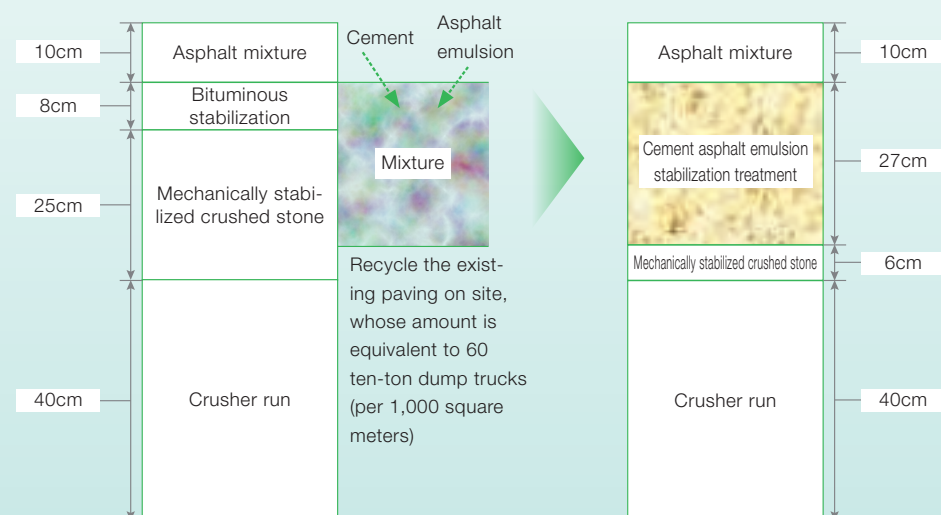 10cm
Asphalt mixture
8cm
Bituminous
stabilization
25cm
Mechanically stabi-
lized crushed stone
40cm
Crusher run
Cement
Asphalt
emulsion
Mixture
Recycle the exist-
ing paving on site,
whose amount is
equivalent to 60
ten-ton dump trucks
(per 1,000 square
meters)
Asphalt mixture
10cm
Cement asphalt emulsion
stabilization treatment
27cm
Mechanically stabilized crushed stone
6cm
Crusher run
40cm